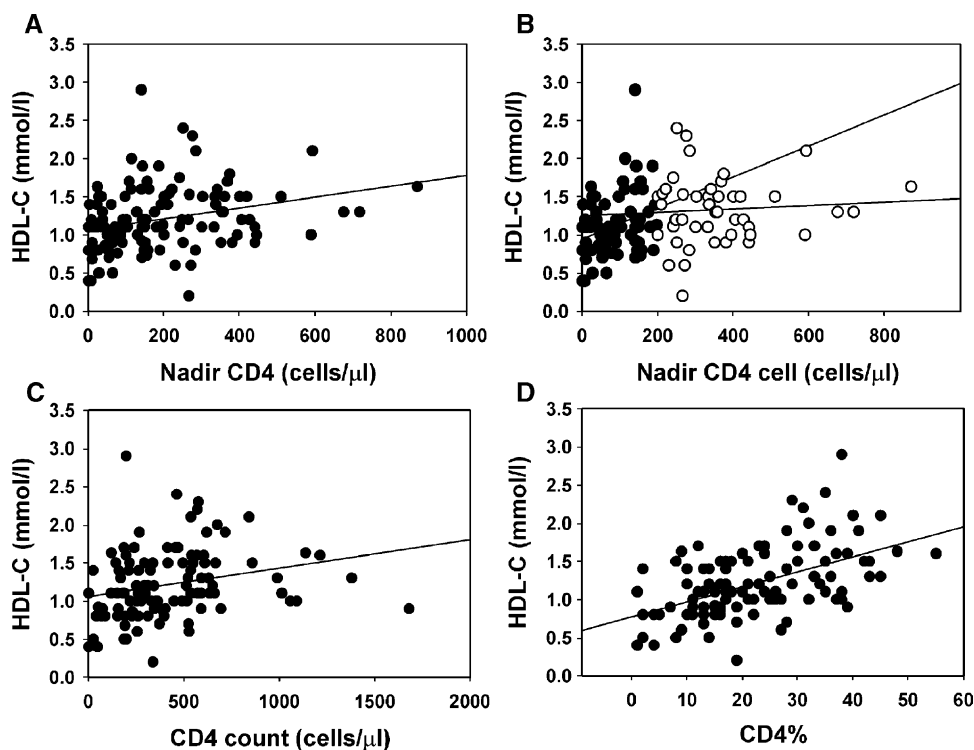 A
3.5
3.0
2.5
2.0
1.5
1.0
0.5
0.0
HDL-C (mmol/l)
0 200 400 600 800 1000
Nadir CD4 (cells/μl)
B
3.5
3.0
2.5
2.0
1.5
1.0
0.5
0.0
HDL-C (mmol/l)
0 200 400 600 800
Nadir CD4 cell (cells/μl)
C
3.5
3.0
2.5
2.0
1.5
1.0
0.5
0.0
HDL-C (mmol/l)
0 500 1000 1500 2000
CD4 count (cells/μl)
D
3.5
3.0
2.5
2.0
1.5
1.0
0.5
0.0
HDL-C (mmol/l)
0 10 20 30 40 50 60
CD4%